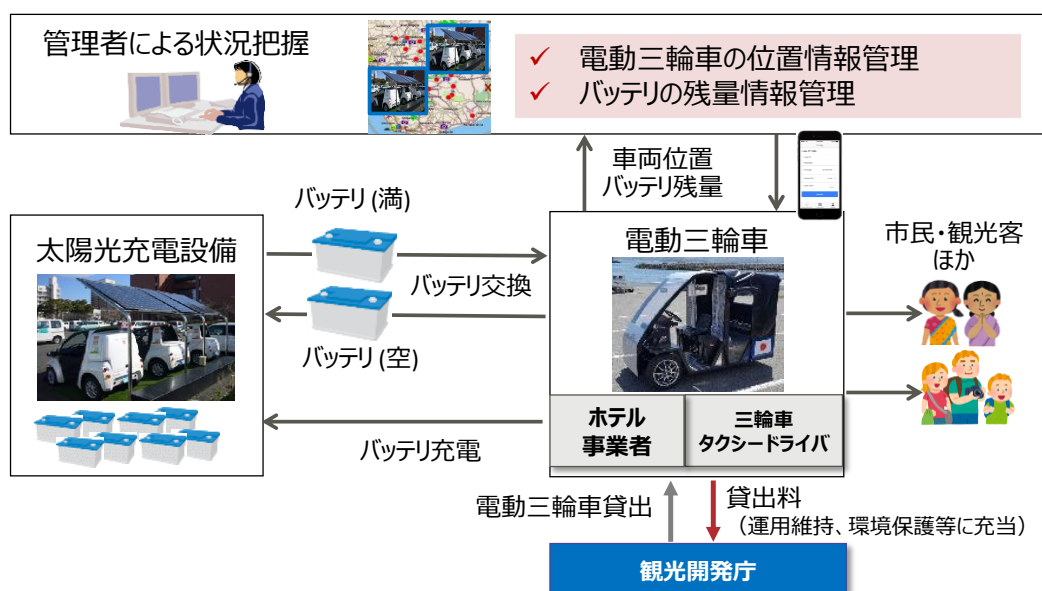 管理者による状況把握
✓ 電動三輪車の位置情報管理
✓ バッテリの残量情報管理
車両位置
バッテリ残量
バッテリ (満)
太陽光充電設備
バッテリ交換
バッテリ (空)
電動三輪車
市民・観光客
ほか
バッテリ充電
ホテル
事業者
三輪車
タクシードライバ
電動三輪車貸出
貸出料
（運用維持、環境保護等に充当）
観光開発庁